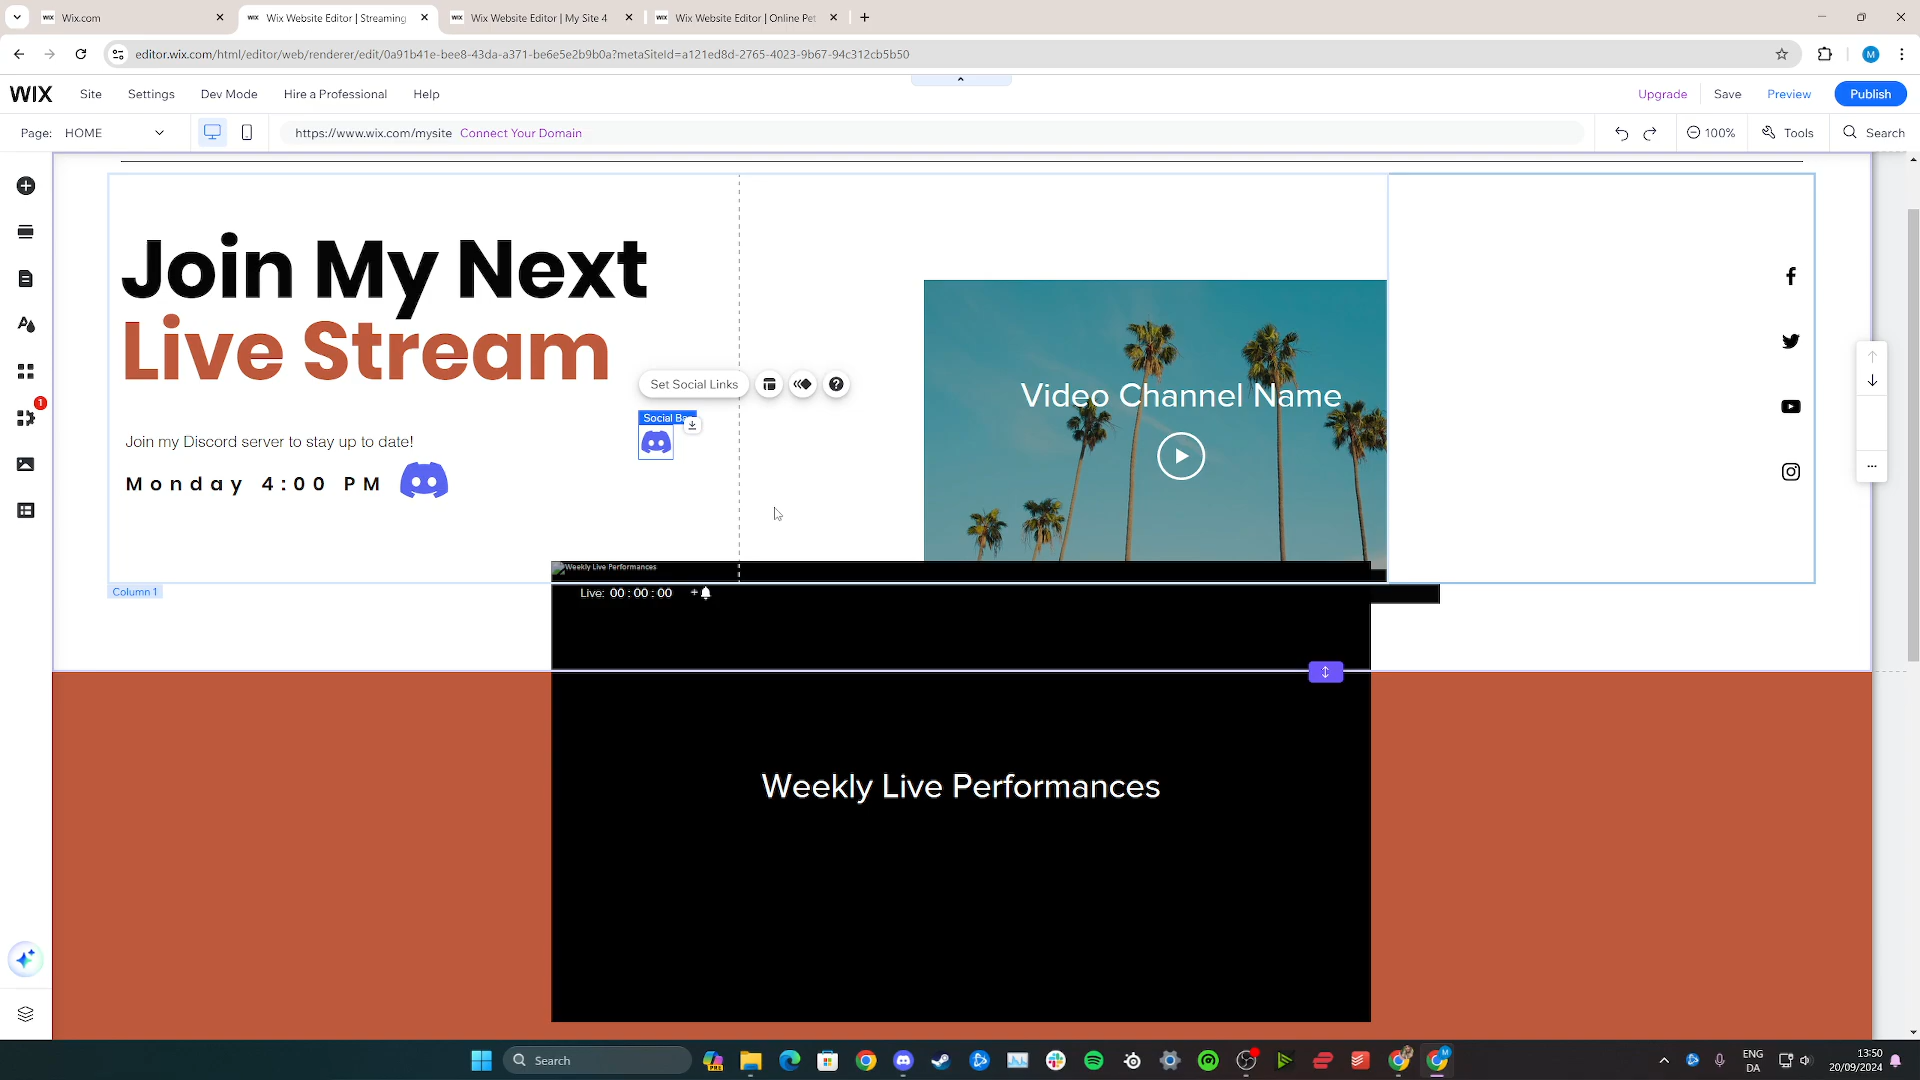 Wix.com
Wix Website Editor | Streaming
Wix Website Editor | My Site 4
Wix Website Editor | Online Pet
editor.wix.com/html/editor/web/renderer/edit/0a91b41e-bee8-43da-a371-be6e5e2b9b0a?metaSiteId=a121ed8d-2765-4023-9b67-94c312cb5b50
M
WIX Site Settings Dev Mode Hire a Professional Help
Upgrade Save Preview Publish
Page: HOME
https://www.wix.com/mysite Connect Your Domain
100% Tools Search
Join My Next
Live Stream
Set Social Links
Social Bar
Video Channel Name
Join my Discord server to stay up to date!
Monday 4:00 PM
1
Weekly Live Performances
Column 1
Live: 00:00:00
Weekly Live Performances
Search
ENG
DA
13:50
20/09/2024